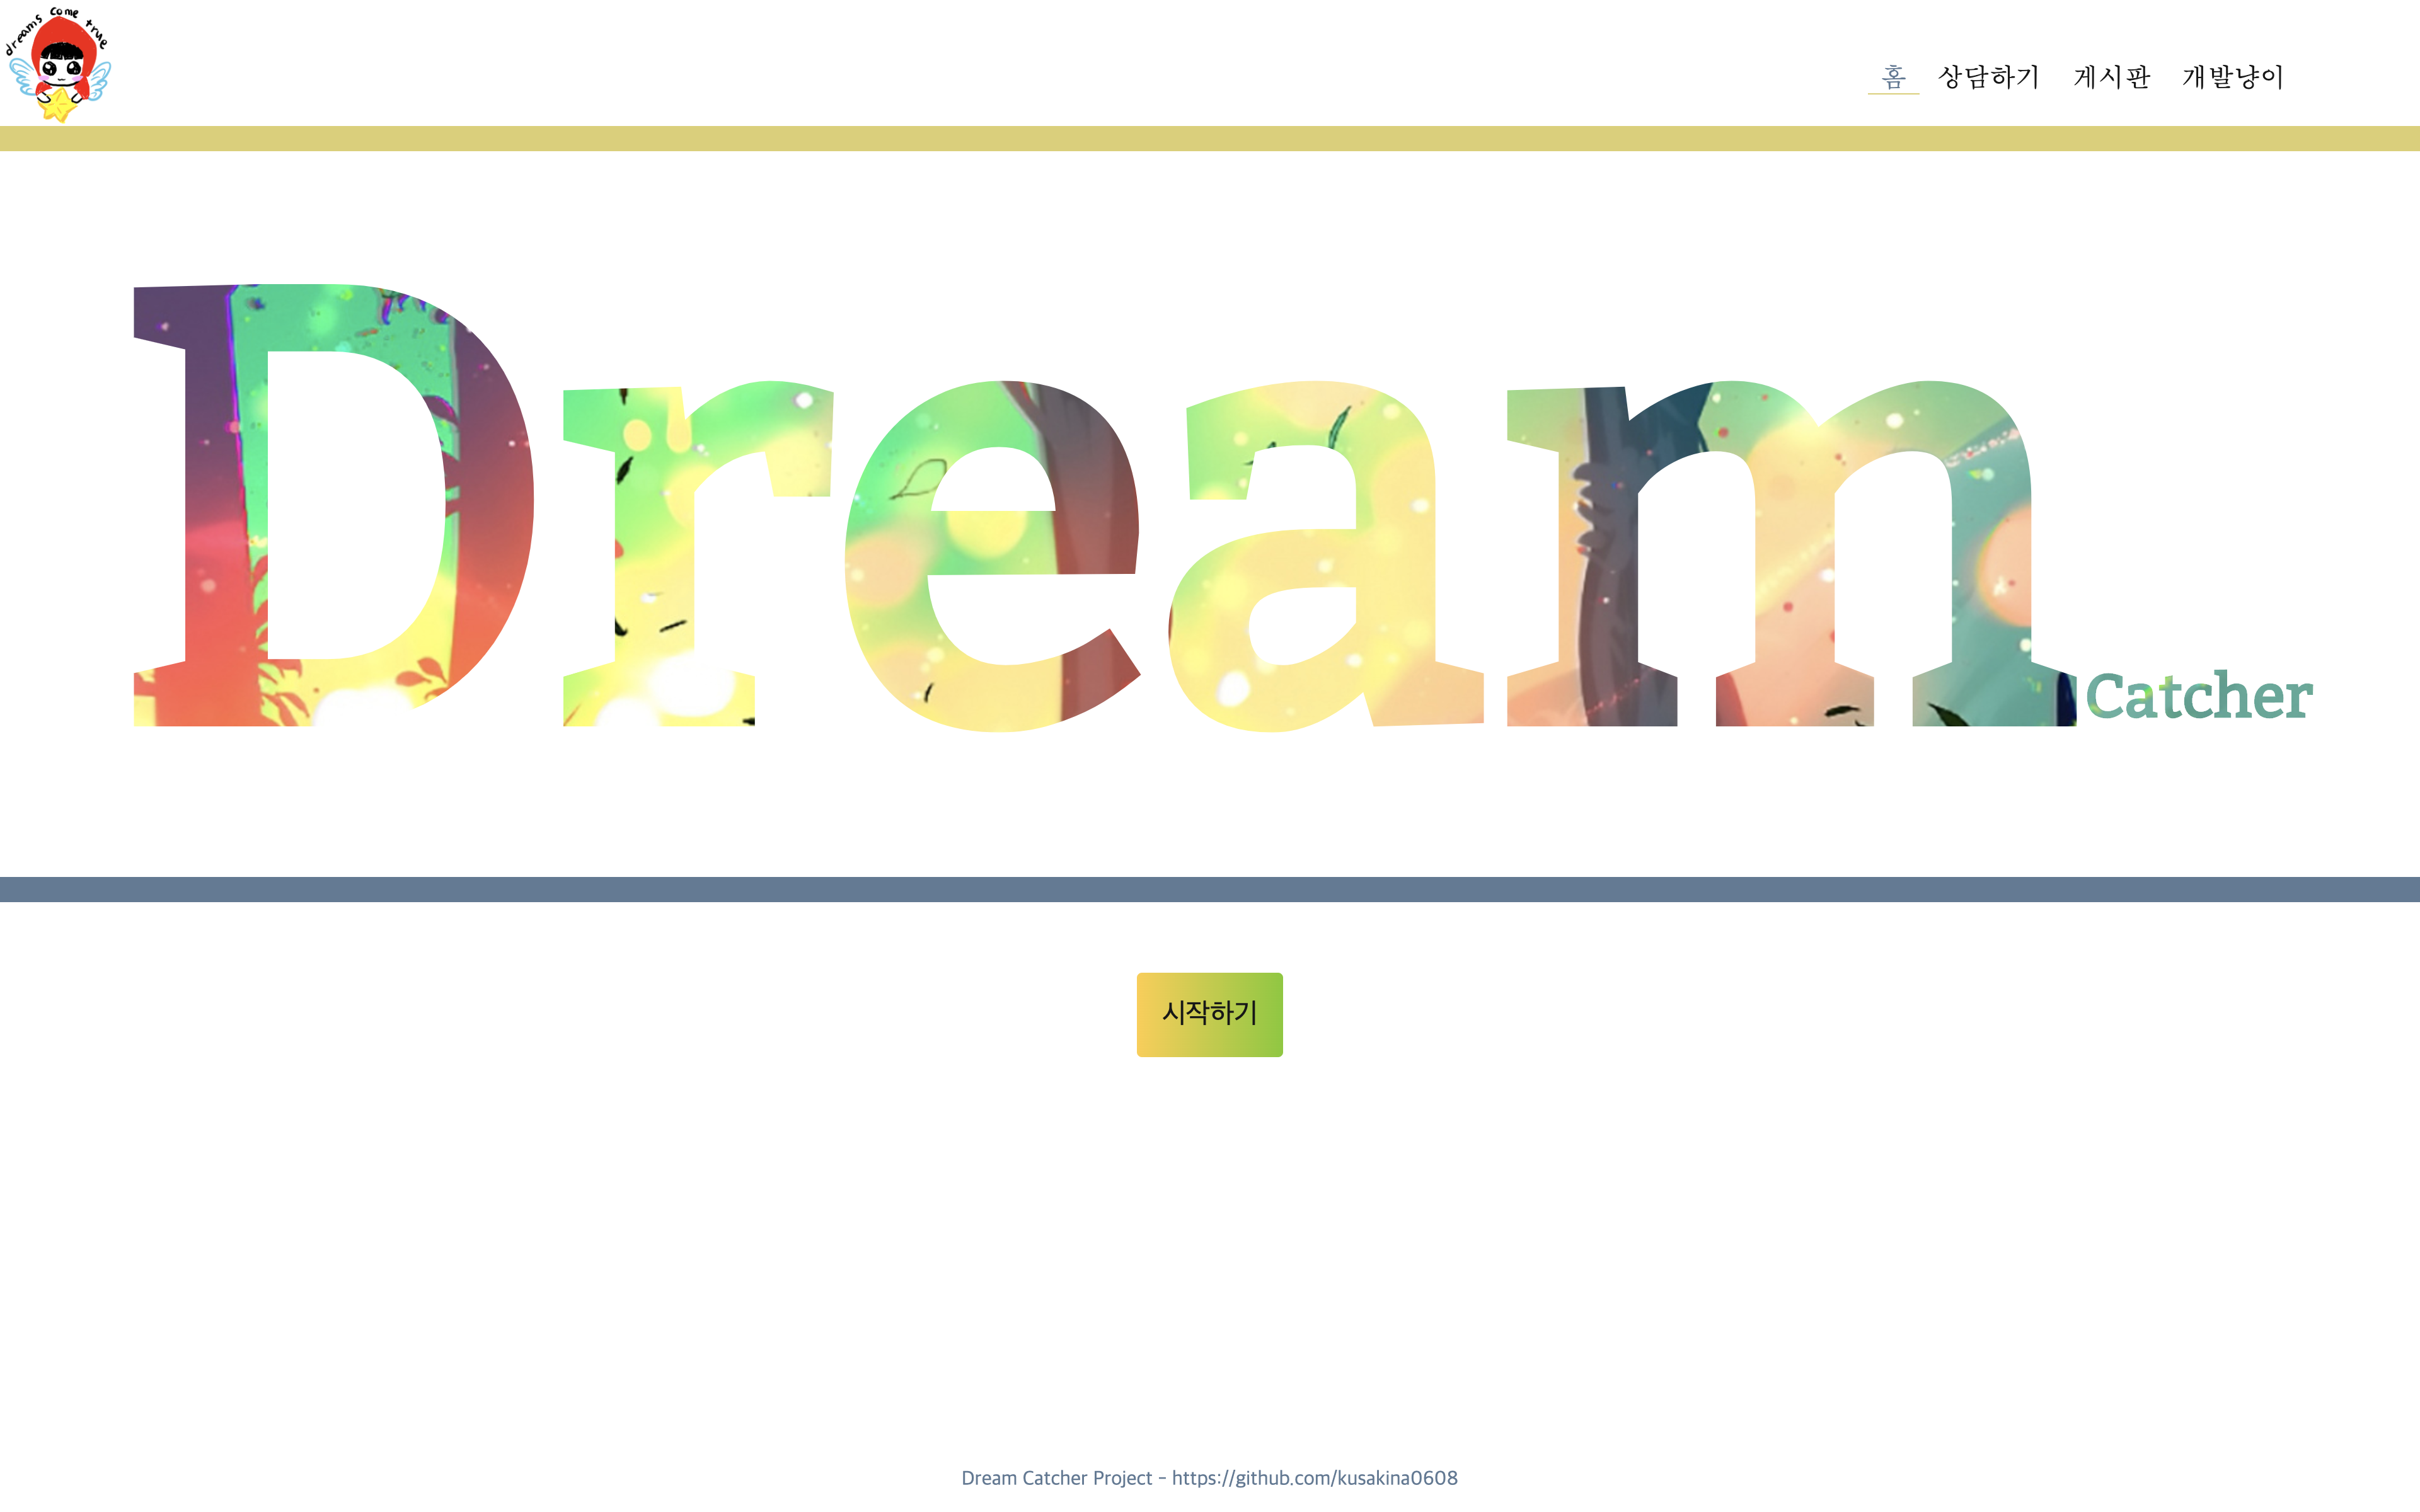 dreams come true
홈 상담하기 게시판 개발냥이
Dream Catcher
시작하기
Dream Catcher Project - https://github.com/kusakina0608